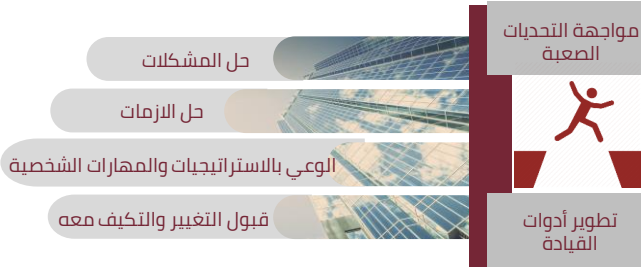 مواجهة التحديات
الصعبة
حل المشكلات
حل الازمات
الوعي بالاستراتيجيات والمهارات الشخصية
قبول التغيير والتكيف معه
تطوير أدوات
القيادة